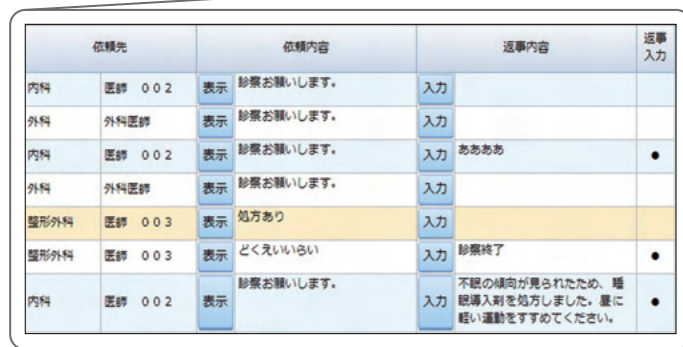 依頼先 依頼内容 返事内容 返事
入力
内科 医師 002 表示 診察お願いします。 入力
外科 外科医師 表示 診察お願いします。 入力
内科 医師 002 表示 診察お願いします。 入力 ああああ ●
外科 外科医師 表示 診察お願いします。 入力
整形外科 医師 003 表示 処方あり 入力
整形外科 医師 003 表示 どくえいいらい 入力 診察終了 ●
内科 医師 002 表示 診察お願いします。 入力 不眠の傾向が見られたため、睡
眠導入剤を処方しました。昼に
軽い運動をすすめてください。 ●